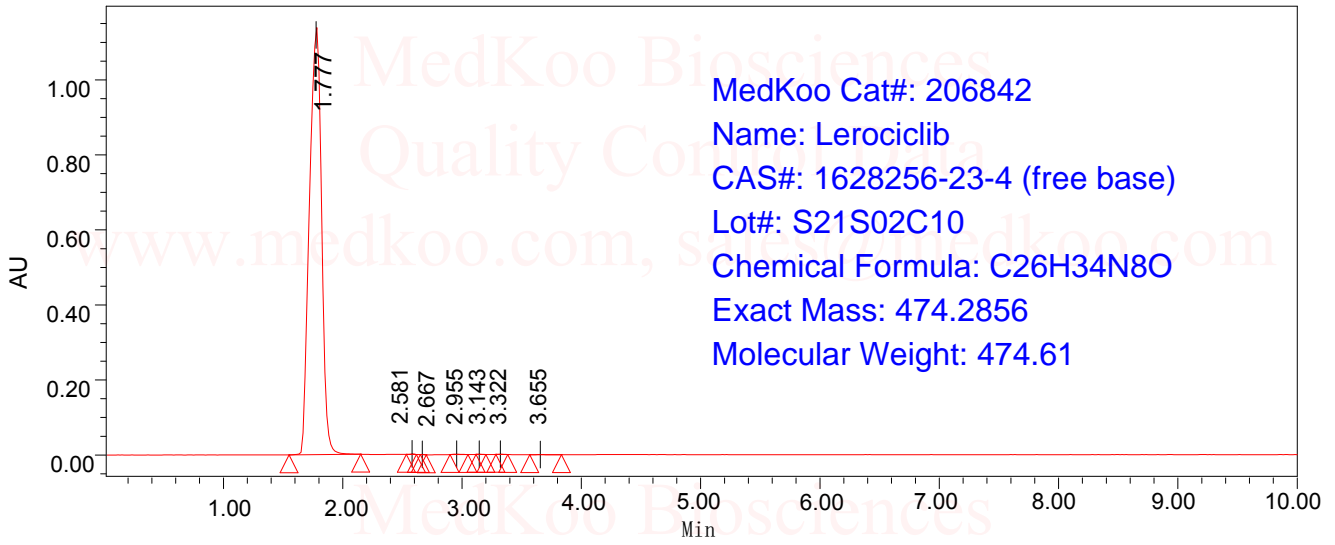 MedKoo Biosciences
Quality Control Data
www.medkoo.com, sales@medkoo.com
MedKoo Biosciences
MedKoo Cat#: 206842
Name: Lerociclib
CAS#: 1628256-23-4 (free base)
Lot#: S21S02C10
Chemical Formula: C26H34N8O
Exact Mass: 474.2856
Molecular Weight: 474.61
AU
1.00
0.80
0.60
0.40
0.20
0.00
1.777
2.581
2.667
2.955
3.143
3.322
3.655
1.00 2.00 3.00 4.00 5.00 6.00 7.00 8.00 9.00 10.00
Min